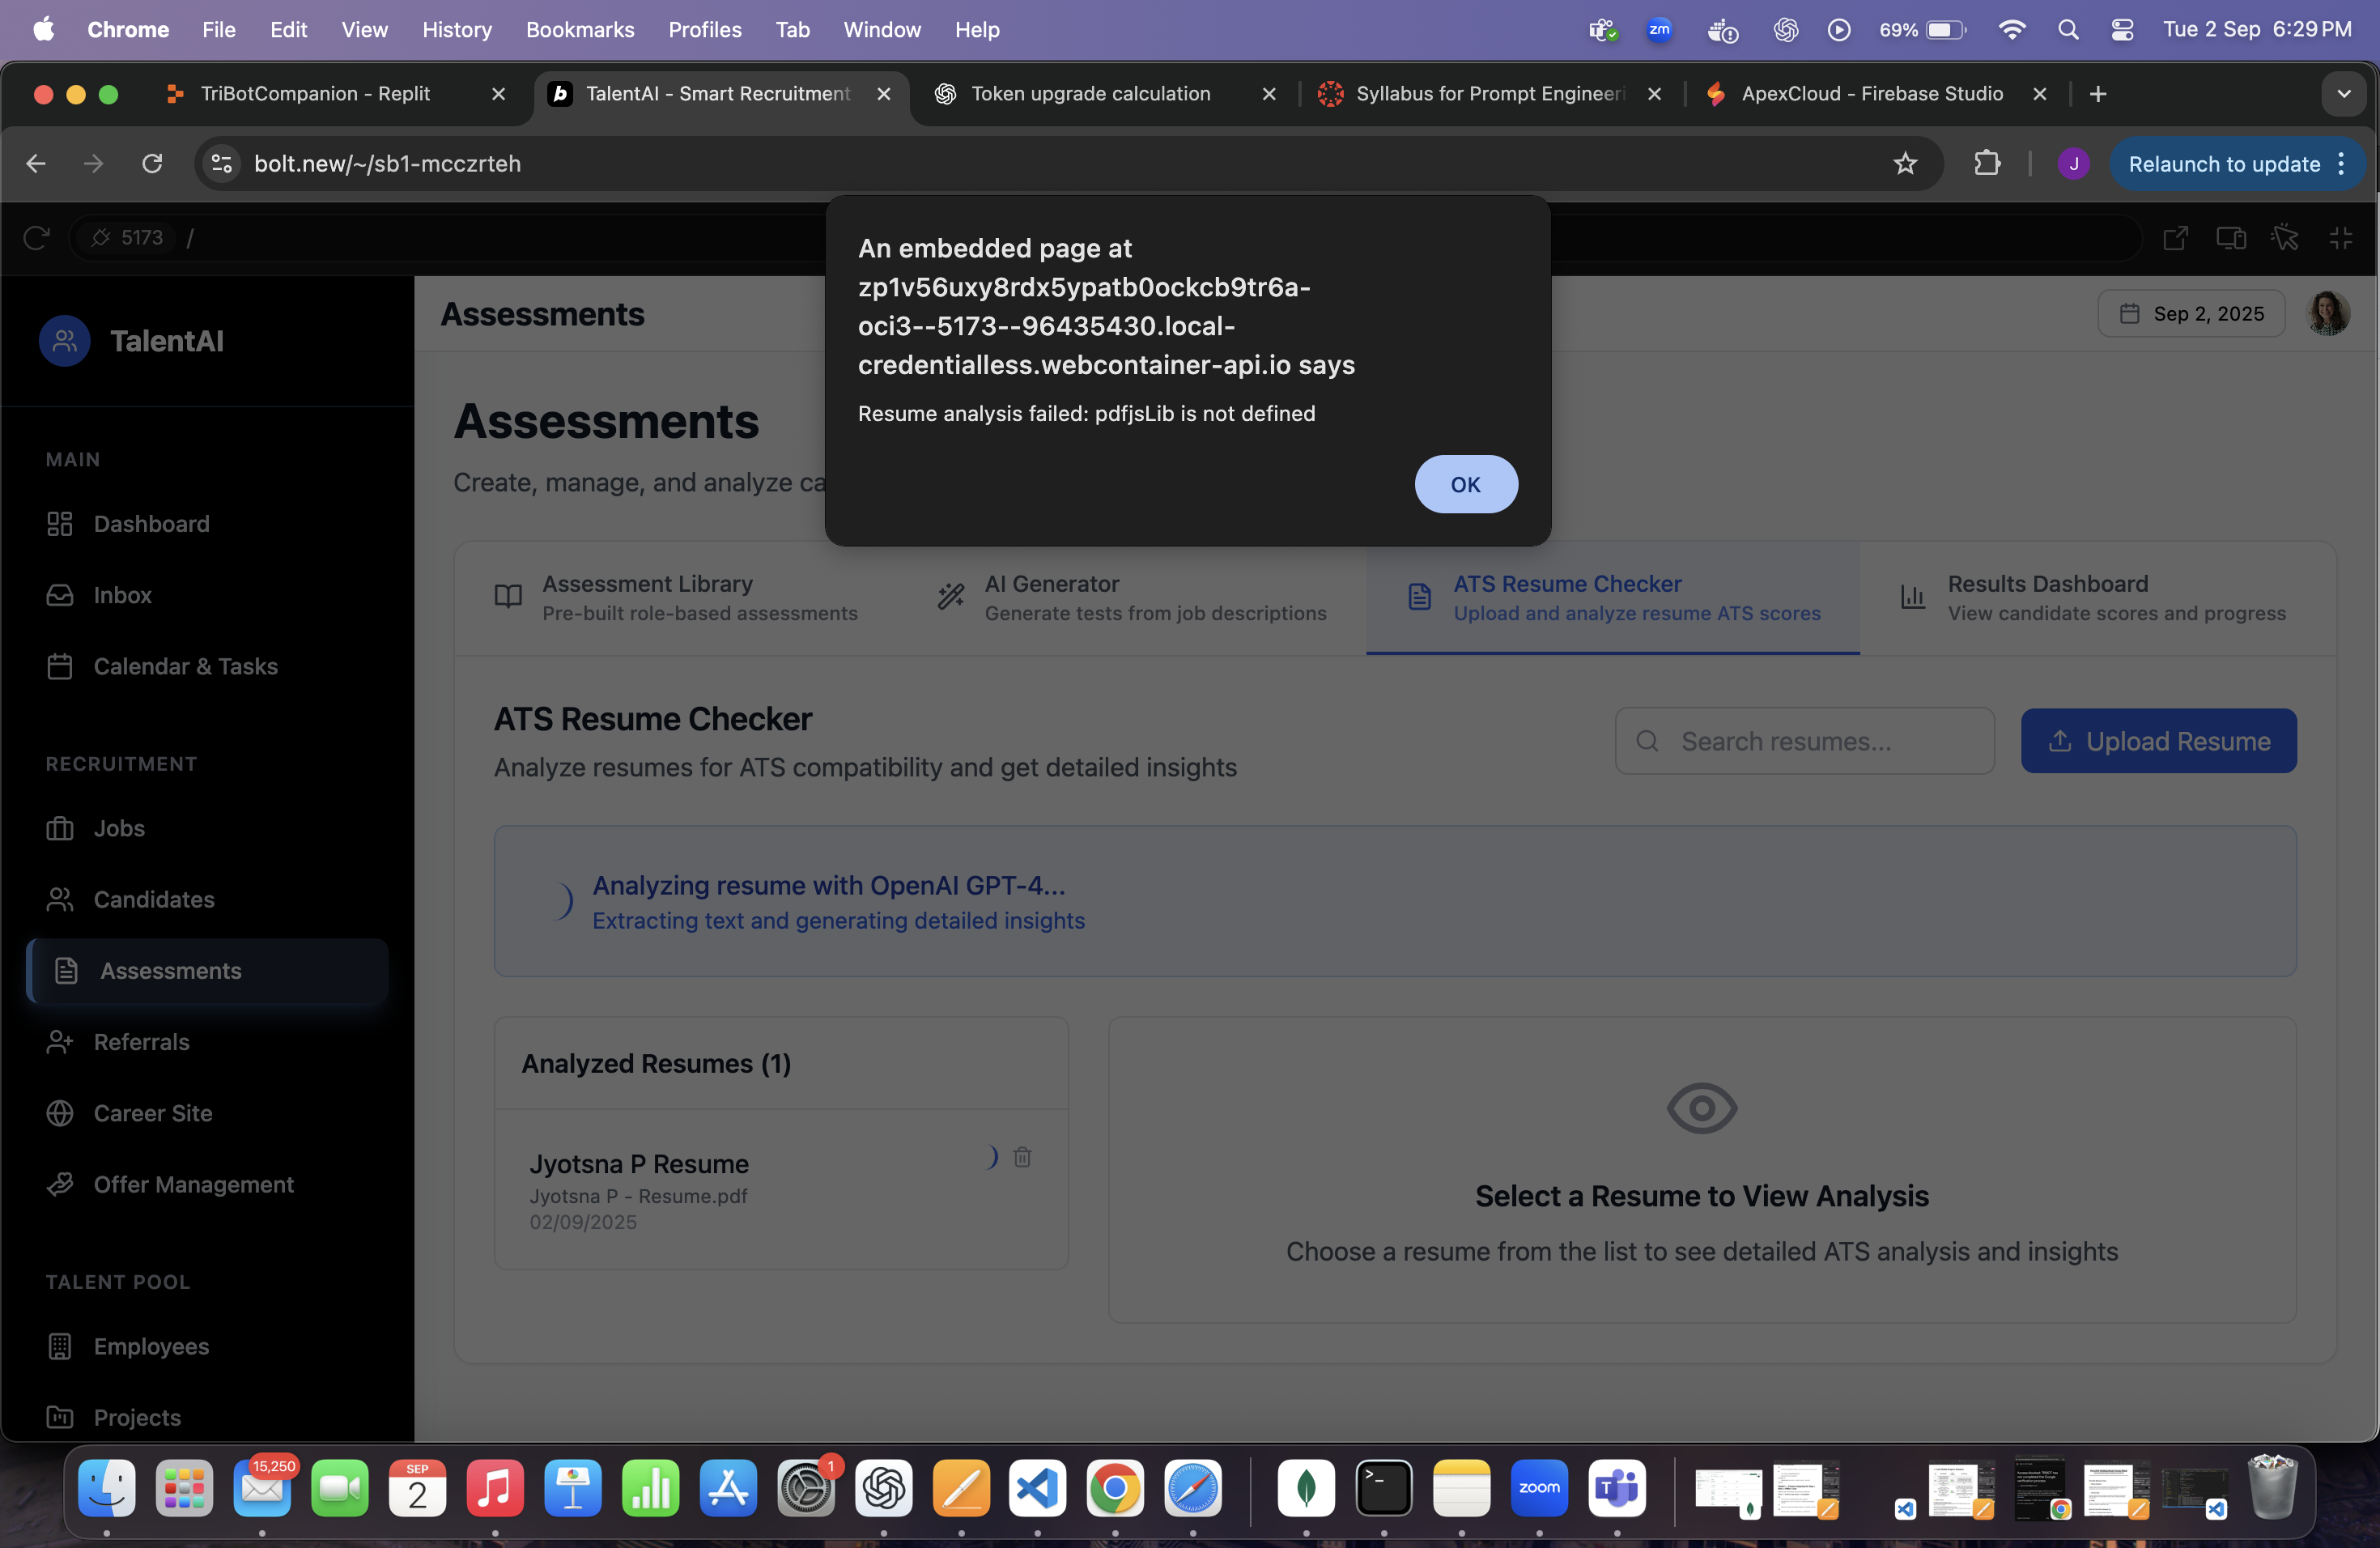 Chrome File Edit View History Bookmarks Profiles Tab Window Help
zm
69%
Tue 2 Sep 6:29 PM
TriBotCompanion - Replit
TalentAI - Smart Recruitment
Token upgrade calculation
Syllabus for Prompt Engineeri
ApexCloud - Firebase Studio
bolt.new/~/sb1-mcczrteh
J
Relaunch to update
5173 /
An embedded page at
zp1v56uxy8rdx5ypatb0ockcb9tr6a-
oci3--5173--96435430.local-
credentialless.webcontainer-api.io says
Resume analysis failed: pdfjsLib is not defined
OK
TalentAI
MAIN
Dashboard
Inbox
Calendar & Tasks
RECRUITMENT
Jobs
Candidates
Assessments
Referrals
Career Site
Offer Management
TALENT POOL
Employees
Projects
Assessments
Sep 2, 2025
Assessments
Create, manage, and analyze ca
Assessment Library
Pre-built role-based assessments
AI Generator
Generate tests from job descriptions
ATS Resume Checker
Upload and analyze resume ATS scores
Results Dashboard
View candidate scores and progress
ATS Resume Checker
Analyze resumes for ATS compatibility and get detailed insights
Search resumes...
Upload Resume
Analyzing resume with OpenAI GPT-4...
Extracting text and generating detailed insights
Analyzed Resumes (1)
Jyotsna P Resume
Jyotsna P - Resume.pdf
02/09/2025
Select a Resume to View Analysis
Choose a resume from the list to see detailed ATS analysis and insights
15,250
SEP
2
1
zoom
T